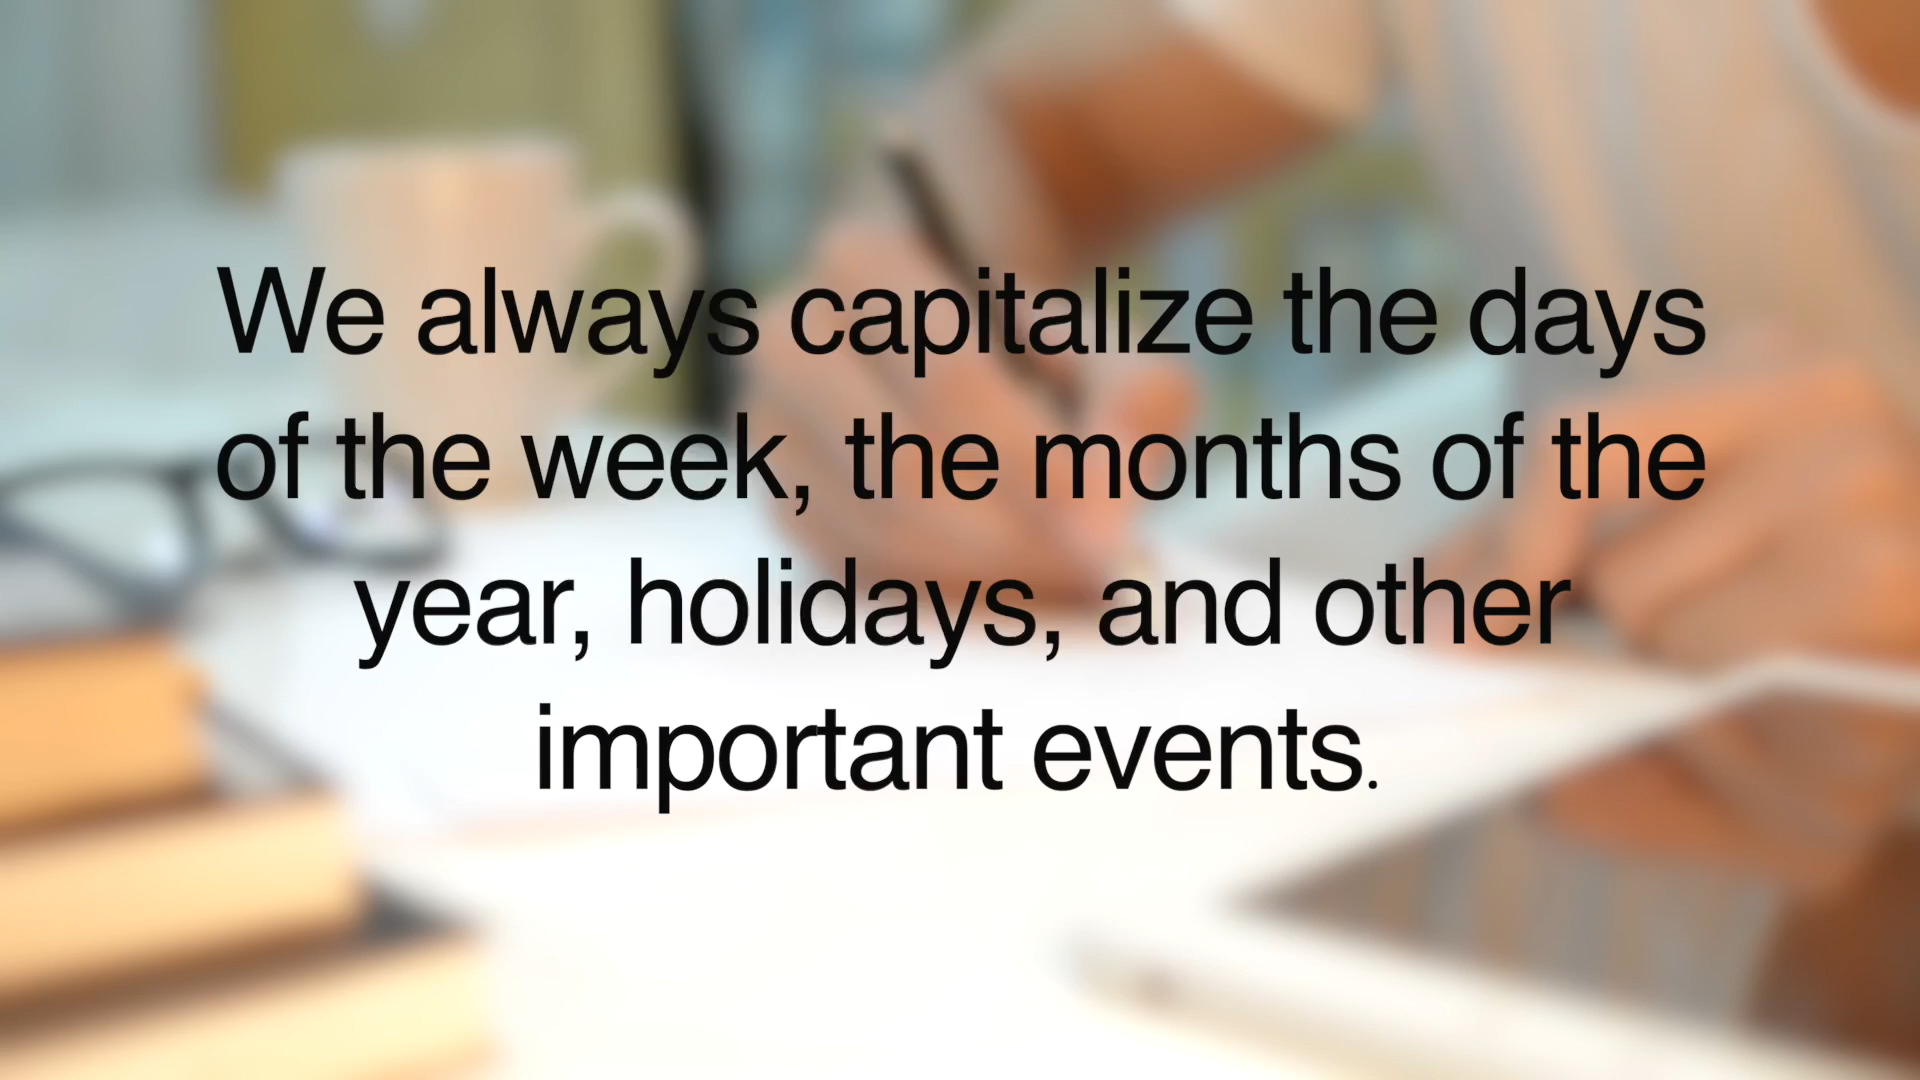 We always capitalize the days
of the week, the months of the
year, holidays, and other
important events.